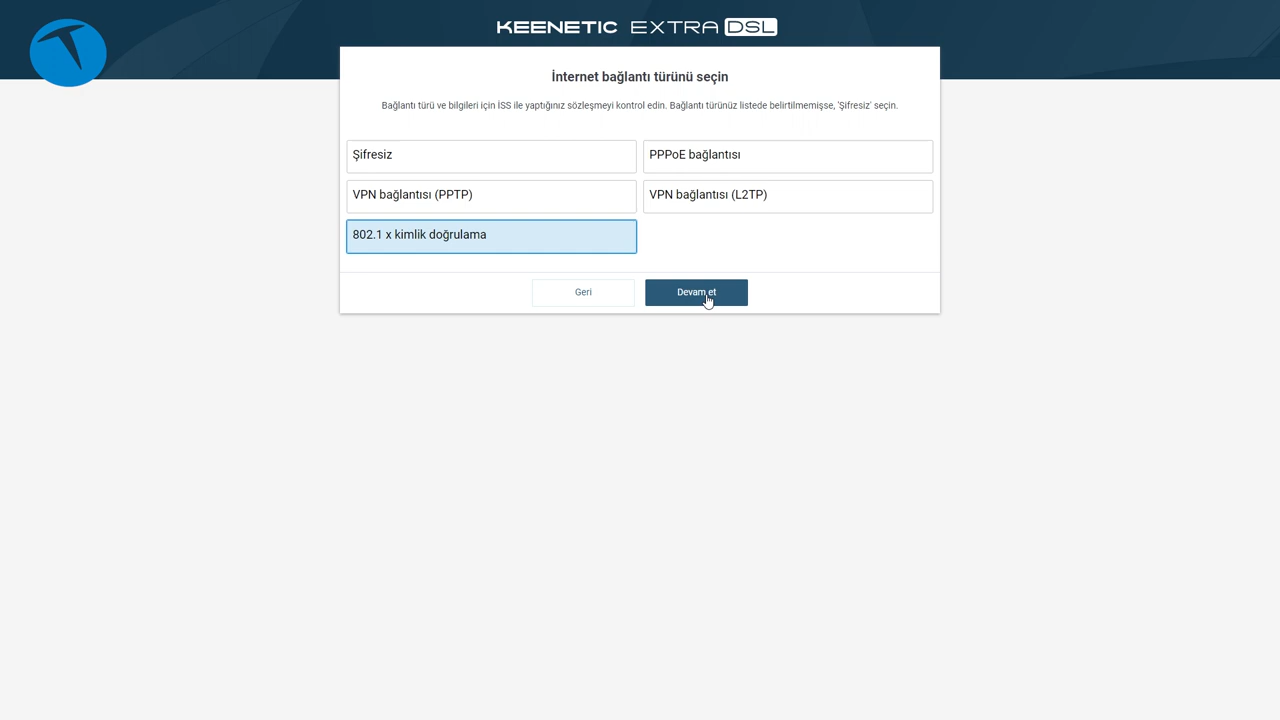 KEENETIC EXTRA DSL
İnternet bağlantı türünü seçin
Bağlantı türü ve bilgileri için İSS ile yaptığınız sözleşmeyi kontrol edin. Bağlantı türünüz listede belirtilmemişse, 'Şifresiz' seçin.
Şifresiz
PPPoE bağlantısı
VPN bağlantısı (PPTP)
VPN bağlantısı (L2TP)
802.1 x kimlik doğrulama
Geri
Devam et